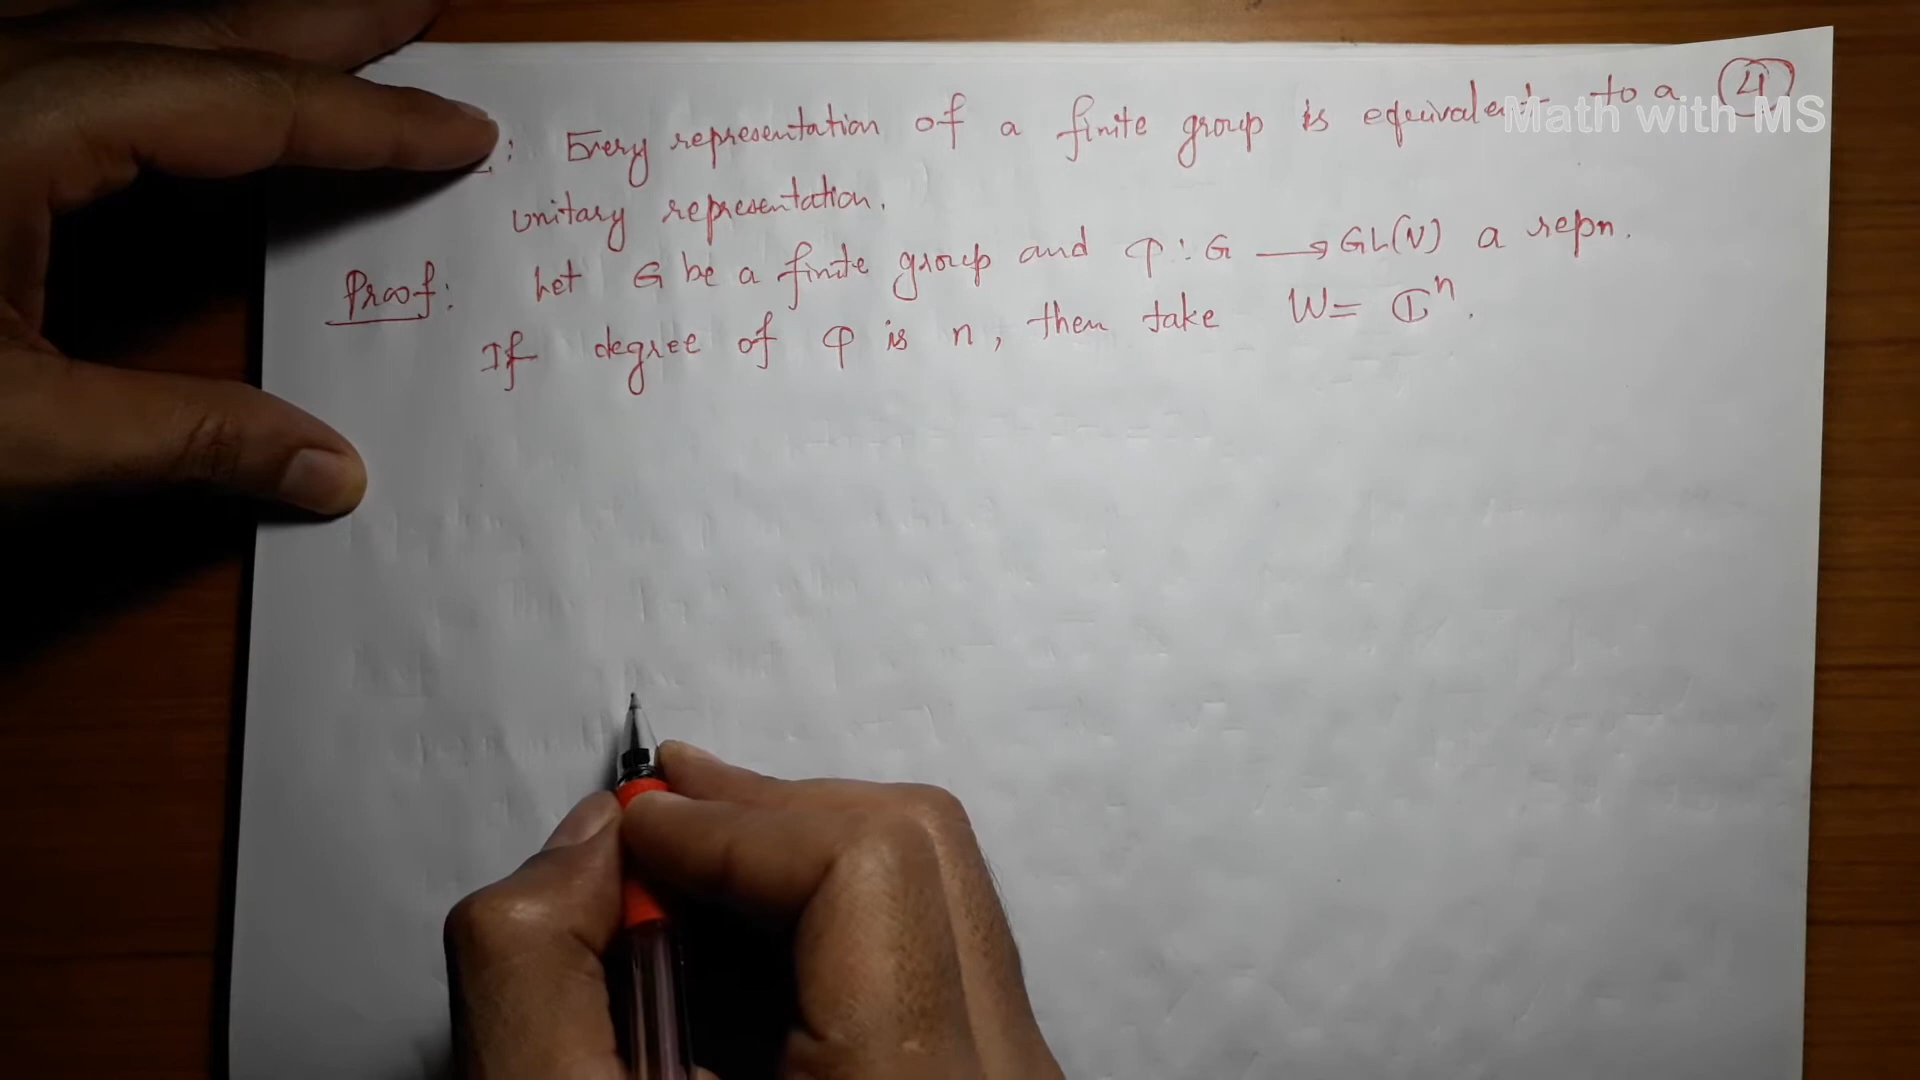 : Every representation of a finite group is equivalent to a 4
Math with MS
unitary representation.
Proof: Let G be a finite group and φ : G ⟶ GL(V) a repn.
If degree of φ is n, then take W = ℂⁿ.